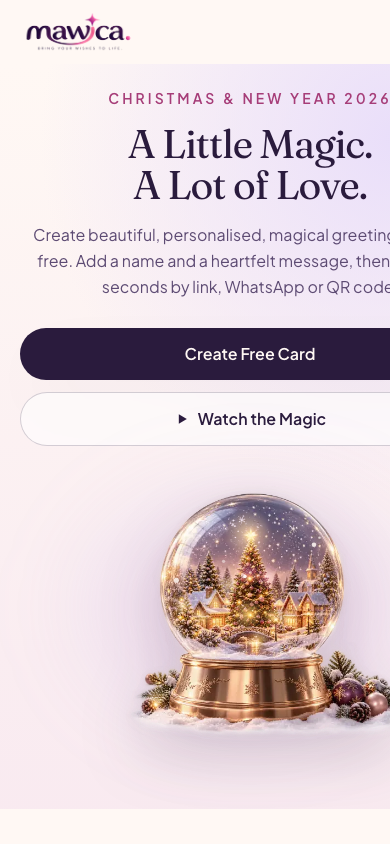 mawica.
BRING YOUR WISHES TO LIFE.
CHRISTMAS & NEW YEAR 2026
A Little Magic.
A Lot of Love.
Create beautiful, personalised, magical greeting
free. Add a name and a heartfelt message, then
seconds by link, WhatsApp or QR code
Create Free Card
Watch the Magic